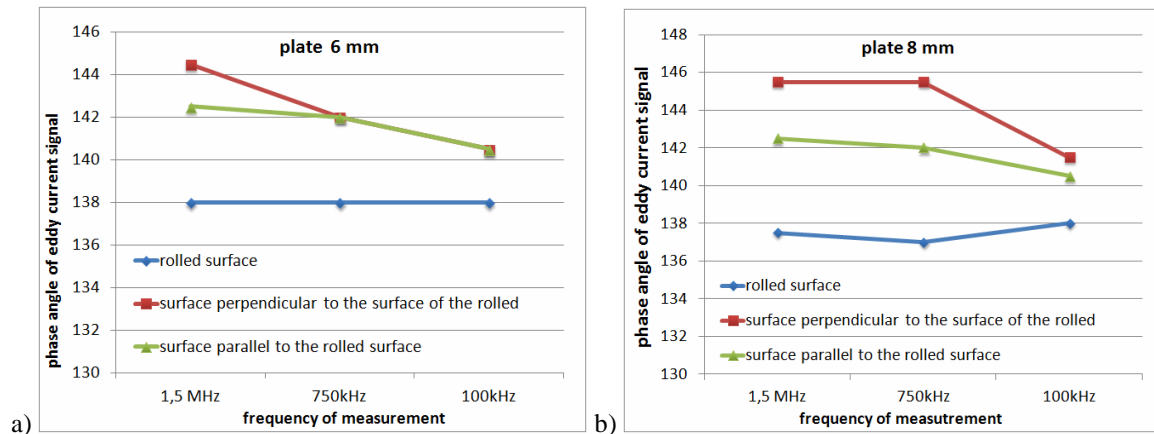 plate 6 mm
phase angle of eddy current signal
146
144
142
140
138
136
134
132
130
rolled surface
surface perpendicular to the surface of the rolled
surface parallel to the rolled surface
1,5 MHz 750kHz 100kHz
frequency of measurement
a)
plate 8 mm
phase angle of eddy current signal
148
146
144
142
140
138
136
134
132
130
rolled surface
surface perpendicular to the surface of the rolled
surface parallel to the rolled surface
1,5 MHz 750kHz 100kHz
frequency of measutrement
b)